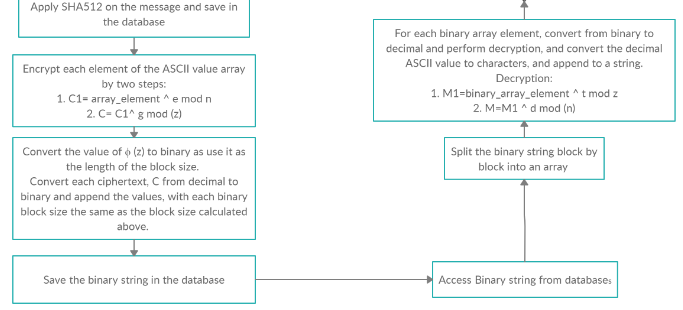 Apply SHA512 on the message and save in
the database
Encrypt each element of the ASCII value array
by two steps:
1. C1= array_element ^ e mod n
2. C= C1^ g mod (z)
Convert the value of ϕ (z) to binary as use it as
the length of the block size.
Convert each ciphertext, C from decimal to
binary and append the values, with each binary
block size the same as the block size calculated
above.
Save the binary string in the database
For each binary array element, convert from binary to
decimal and perform decryption, and convert the decimal
ASCII value to characters, and append to a string.
Decryption:
1. M1=binary_array_element ^ t mod z
2. M=M1 ^ d mod (n)
Split the binary string block by
block into an array
Access Binary string from databases